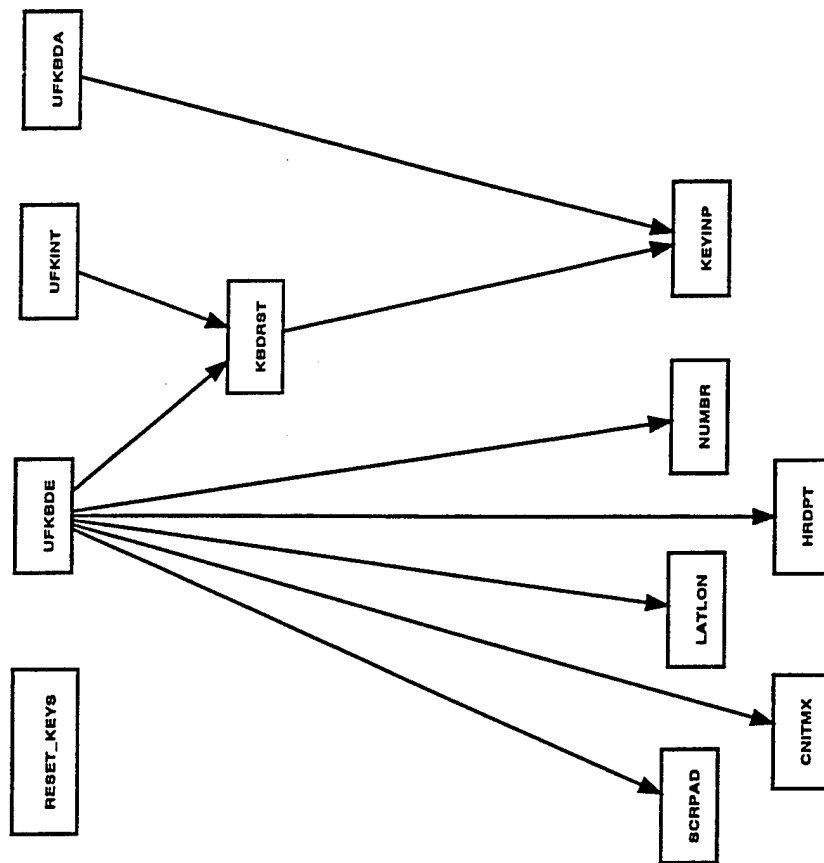 RESET_KEYS
UFKBDE
UFKINT
UFKBDA
KBDRST
SCRPAD
LATLON
NUMBR
KEYINP
CNITMX
HRDPT